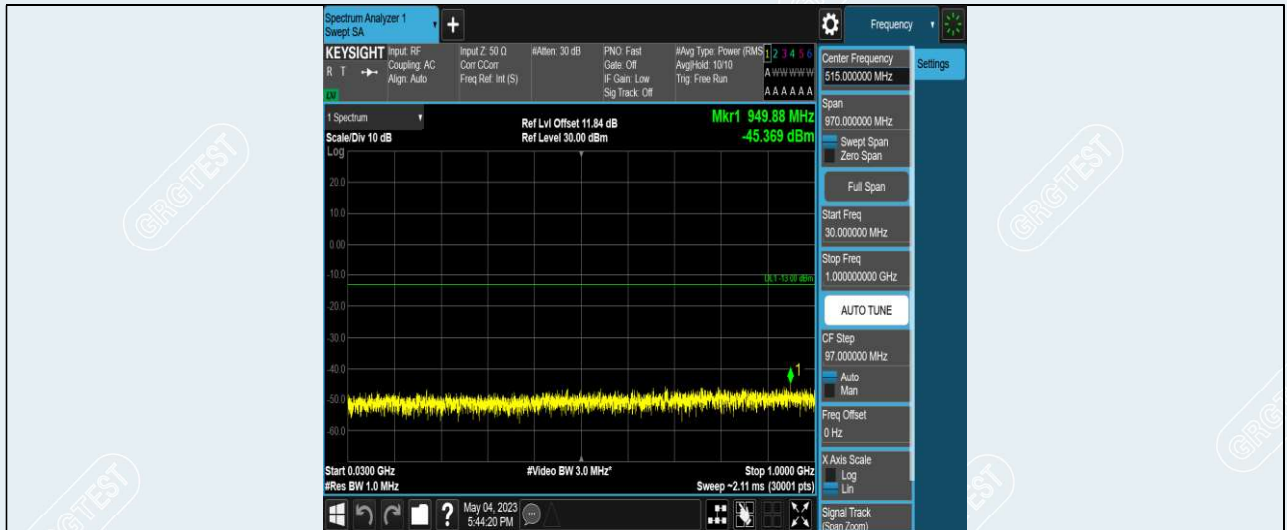 Spectrum Analyzer 1
Swept SA
+
Frequency
KEYSIGHT
R T
Input: RF
Coupling: AC
Align: Auto
Input Z: 50 Ω
Corr CCorr
Freq Ref: Int (S)
#Atten: 30 dB
PNO: Fast
Gate: Off
IF Gain: Low
Sig Track: Off
#Avg Type: Power (RMS
Avg|Hold: 10/10
Trig: Free Run
1 2 3 4 5 6
A W W W W W
A A A A A A
1 Spectrum
Scale/Div 10 dB
Log
Ref Lvl Offset 11.84 dB
Ref Level 30.00 dBm
Mkr1 949.88 MHz
-45.369 dBm
20.0
10.0
0.00
-10.0
DL1 -13.00 dBm
-20.0
-30.0
-40.0
1
-50.0
-60.0
Start 0.0300 GHz
#Res BW 1.0 MHz
#Video BW 3.0 MHz*
Stop 1.0000 GHz
Sweep ~2.11 ms (30001 pts)
?
May 04, 2023
5:44:20 PM
Center Frequency
515.000000 MHz
Settings
Span
970.000000 MHz
Swept Span
Zero Span
Full Span
Start Freq
30.000000 MHz
Stop Freq
1.000000000 GHz
AUTO TUNE
CF Step
97.000000 MHz
Auto
Man
Freq Offset
0 Hz
X Axis Scale
Log
Lin
Signal Track
(Span Zoom)
GRGTEST
GRGTEST